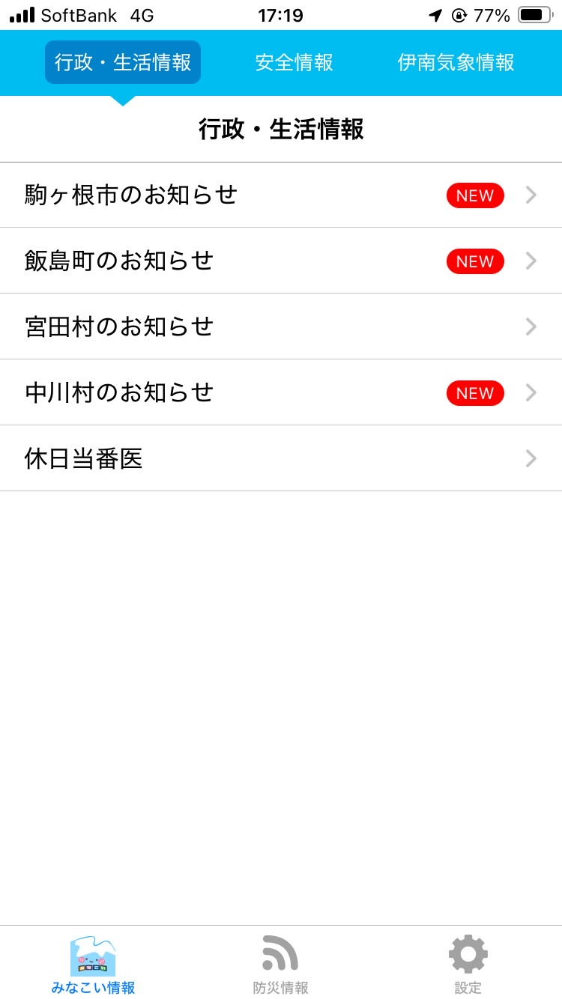 SoftBank 4G 17:19 77%
行政・生活情報 安全情報 伊南気象情報
行政・生活情報
駒ヶ根市のお知らせ NEW
飯島町のお知らせ NEW
宮田村のお知らせ
中川村のお知らせ NEW
休日当番医
みなこい
みなこい情報 防災情報 設定